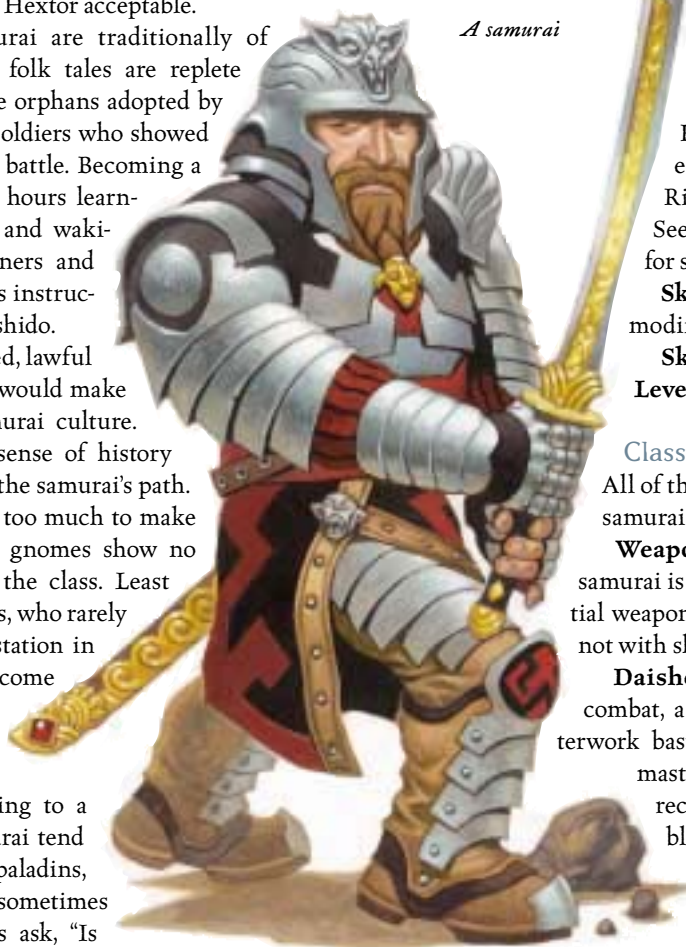 Hextor acceptable.
urai are traditionally of
folk tales are replete
e orphans adopted by
oldiers who showed
battle. Becoming a
hours learn-
and waki-
ners and
s instruc-
shido.
ed, lawful
would make
urai culture.
sense of history
the samurai’s path.
too much to make
gnomes show no
the class. Least
s, who rarely
station in
come
ing to a
rai tend
paladins,
sometimes
s ask, “Is
A samurai
e
Ri
See
for s
Sk
modi
Sk
Leve
Class
All of th
samurai
Weapo
samurai is
tial weapon
not with sh
Daish
combat, a
terwork bas
mast
rec
bl